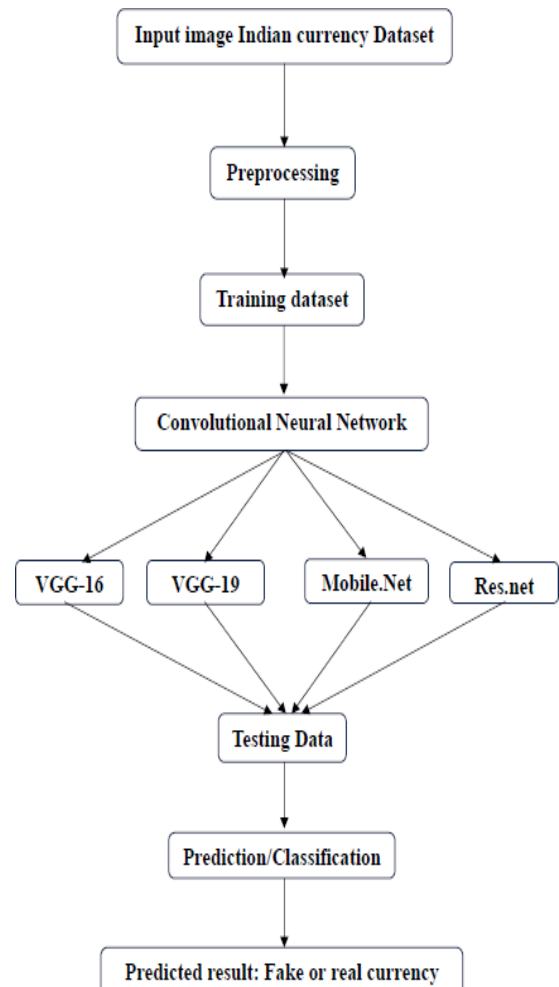 Input image Indian currency Dataset
Preprocessing
Training dataset
Convolutional Neural Network
VGG-16
VGG-19
Mobile.Net
Res.net
Testing Data
Prediction/Classification
Predicted result: Fake or real currency